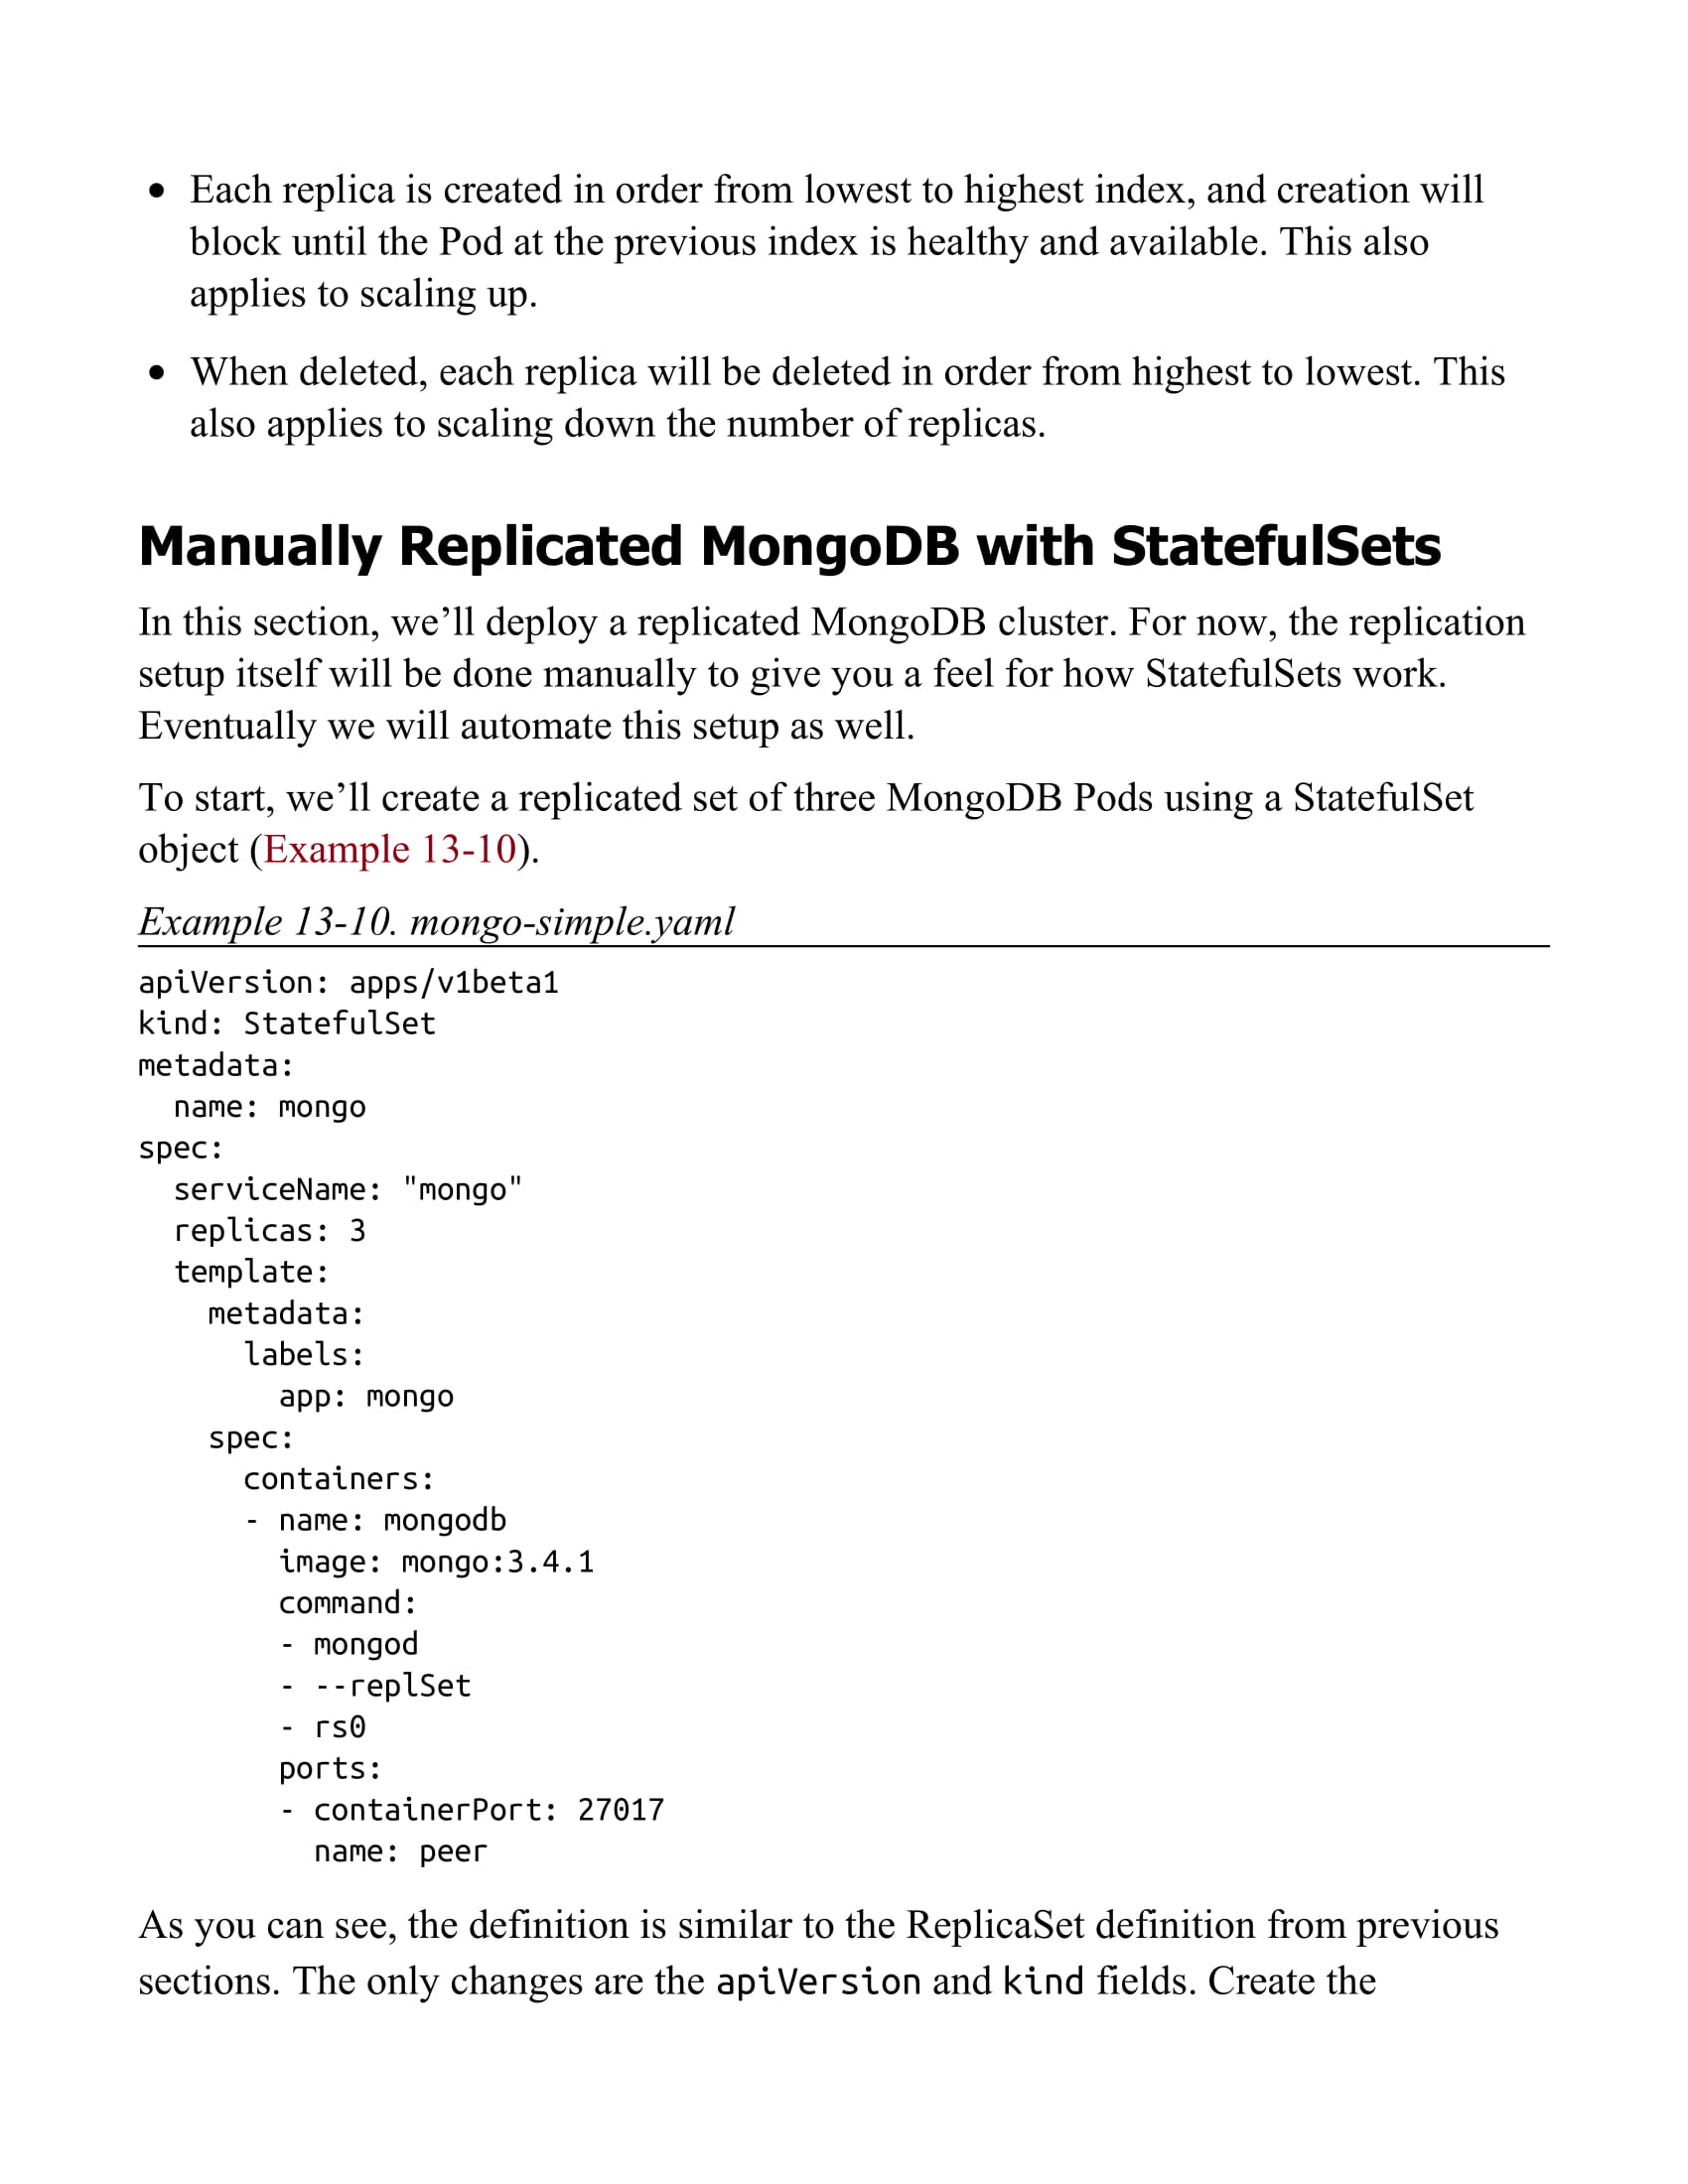 • Each replica is created in order from lowest to highest index, and creation will
block until the Pod at the previous index is healthy and available. This also
applies to scaling up.
• When deleted, each replica will be deleted in order from highest to lowest. This
also applies to scaling down the number of replicas.
Manually Replicated MongoDB with StatefulSets
In this section, we’ll deploy a replicated MongoDB cluster. For now, the replication
setup itself will be done manually to give you a feel for how StatefulSets work.
Eventually we will automate this setup as well.
To start, we’ll create a replicated set of three MongoDB Pods using a StatefulSet
object (Example 13-10).
Example 13-10. mongo-simple.yaml
apiVersion: apps/v1beta1
kind: StatefulSet
metadata:
  name: mongo
spec:
  serviceName: "mongo"
  replicas: 3
  template:
    metadata:
      labels:
        app: mongo
    spec:
      containers:
      - name: mongodb
        image: mongo:3.4.1
        command:
        - mongod
        - --replSet
        - rs0
        ports:
        - containerPort: 27017
          name: peer
As you can see, the definition is similar to the ReplicaSet definition from previous
sections. The only changes are the apiVersion and kind fields. Create the